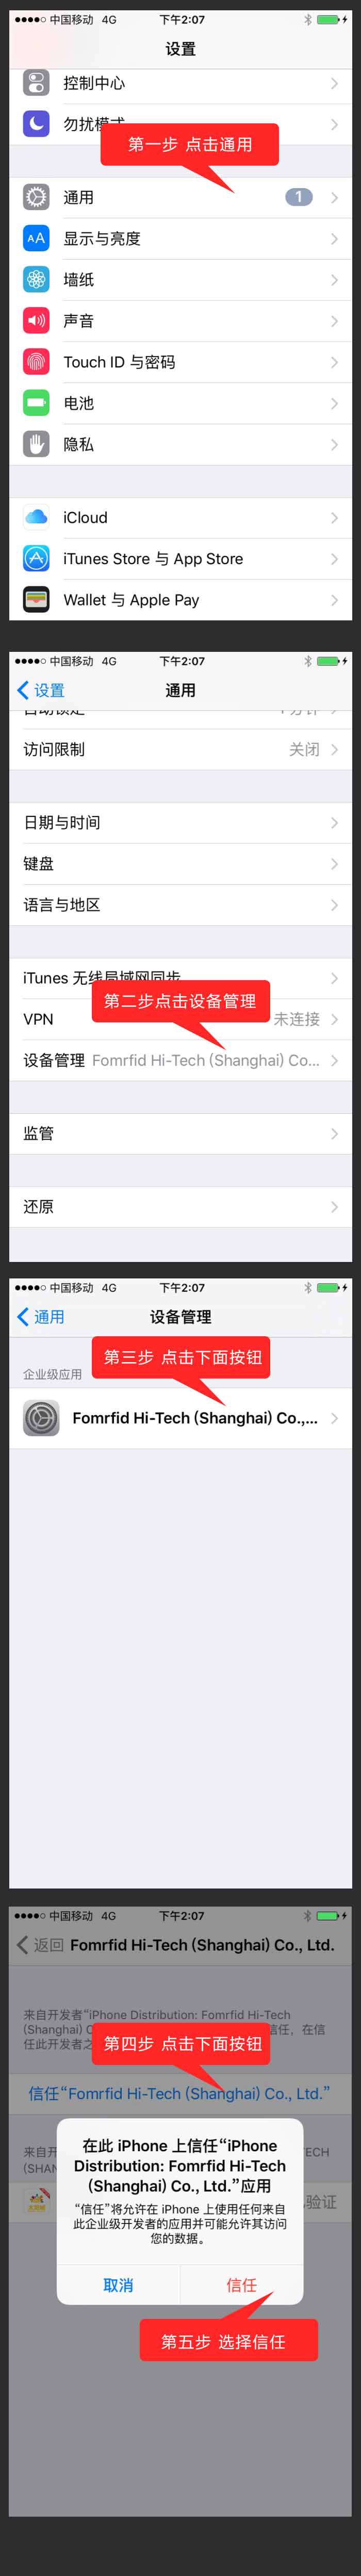 中国移动 4G 下午2:07
设置
控制中心
勿扰模式
第一步 点击通用
通用 1
显示与亮度
墙纸
声音
Touch ID 与密码
电池
隐私
iCloud
iTunes Store 与 App Store
Wallet 与 Apple Pay
中国移动 4G 下午2:07
设置 通用
访问限制 关闭
日期与时间
键盘
语言与地区
iTunes 无线局域网同步
第二步点击设备管理
VPN 未连接
设备管理 Fomrfid Hi-Tech (Shanghai) Co...
监管
还原
中国移动 4G 下午2:07
通用 设备管理
第三步 点击下面按钮
企业级应用
Fomrfid Hi-Tech (Shanghai) Co.,...
中国移动 4G 下午2:07
返回 Fomrfid Hi-Tech (Shanghai) Co., Ltd.
来自开发者“iPhone Distribution: Fomrfid Hi-Tech
(Shanghai) C 信任，在信
任此开发者之
第四步 点击下面按钮
信任“Fomrfid Hi-Tech (Shanghai) Co., Ltd.”
来自开 TECH
(SHAN
验证
在此 iPhone 上信任“iPhone
Distribution: Fomrfid Hi-Tech
(Shanghai) Co., Ltd.”应用
“信任”将允许在 iPhone 上使用任何来自
此企业级开发者的应用并可能允许其访问
您的数据。
取消 信任
第五步 选择信任